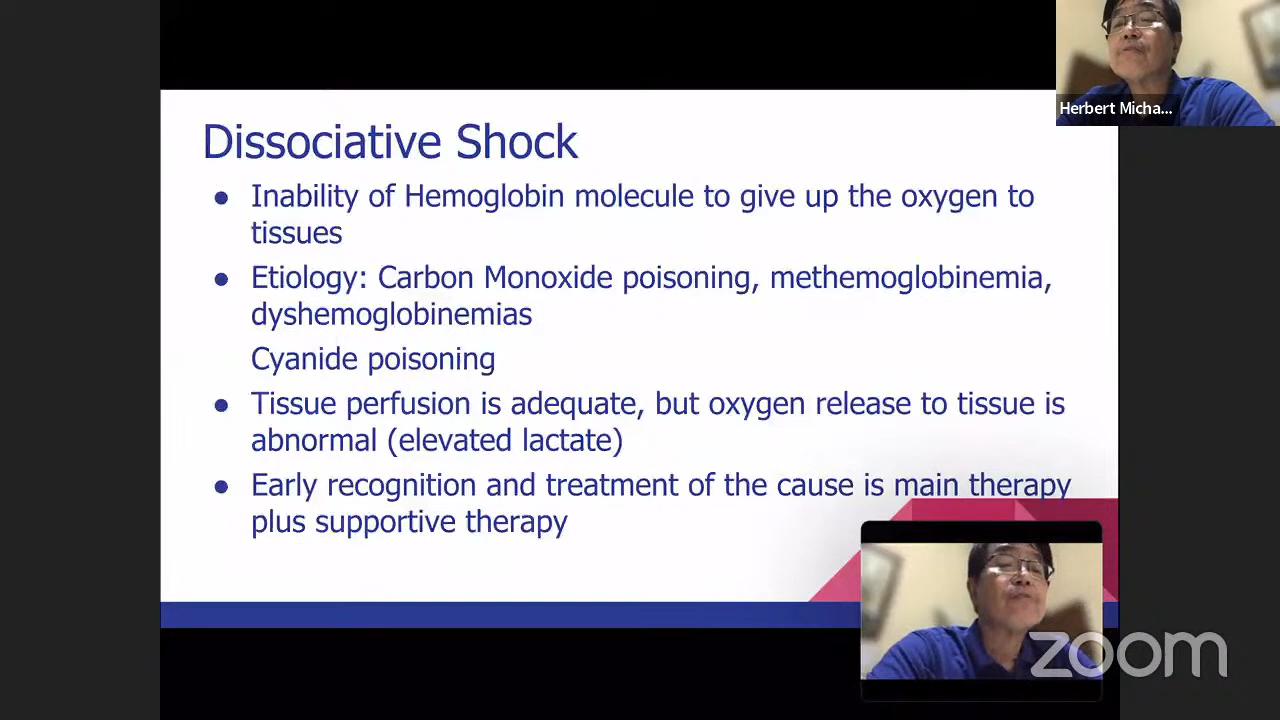 Herbert Micha...
Dissociative Shock
● Inability of Hemoglobin molecule to give up the oxygen to
tissues
● Etiology: Carbon Monoxide poisoning, methemoglobinemia,
dyshemoglobinemias
Cyanide poisoning
● Tissue perfusion is adequate, but oxygen release to tissue is
abnormal (elevated lactate)
● Early recognition and treatment of the cause is main therapy
plus supportive therapy
zoom